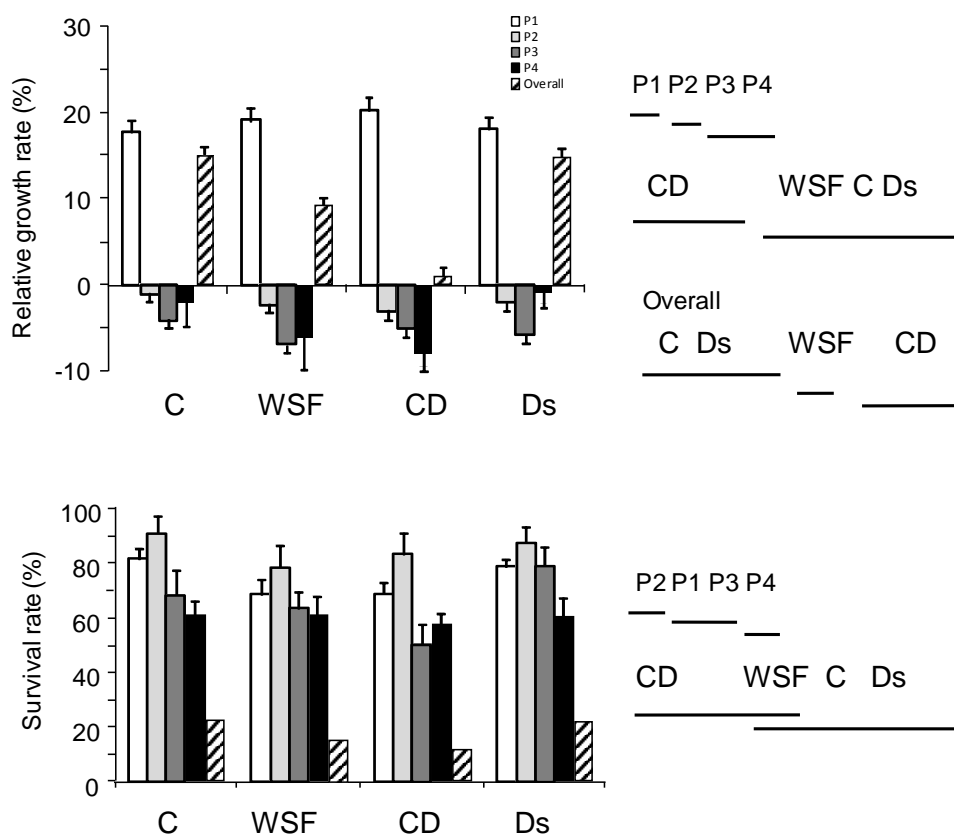 P1
P2
P3
P4
Overall
Relative growth rate (%)
30
20
10
0
-10
C WSF CD Ds
P1 P2 P3 P4
CD WSF C Ds
Overall
C Ds WSF CD
Survival rate (%)
100
80
60
40
20
0
C WSF CD Ds
P2 P1 P3 P4
CD WSF C Ds